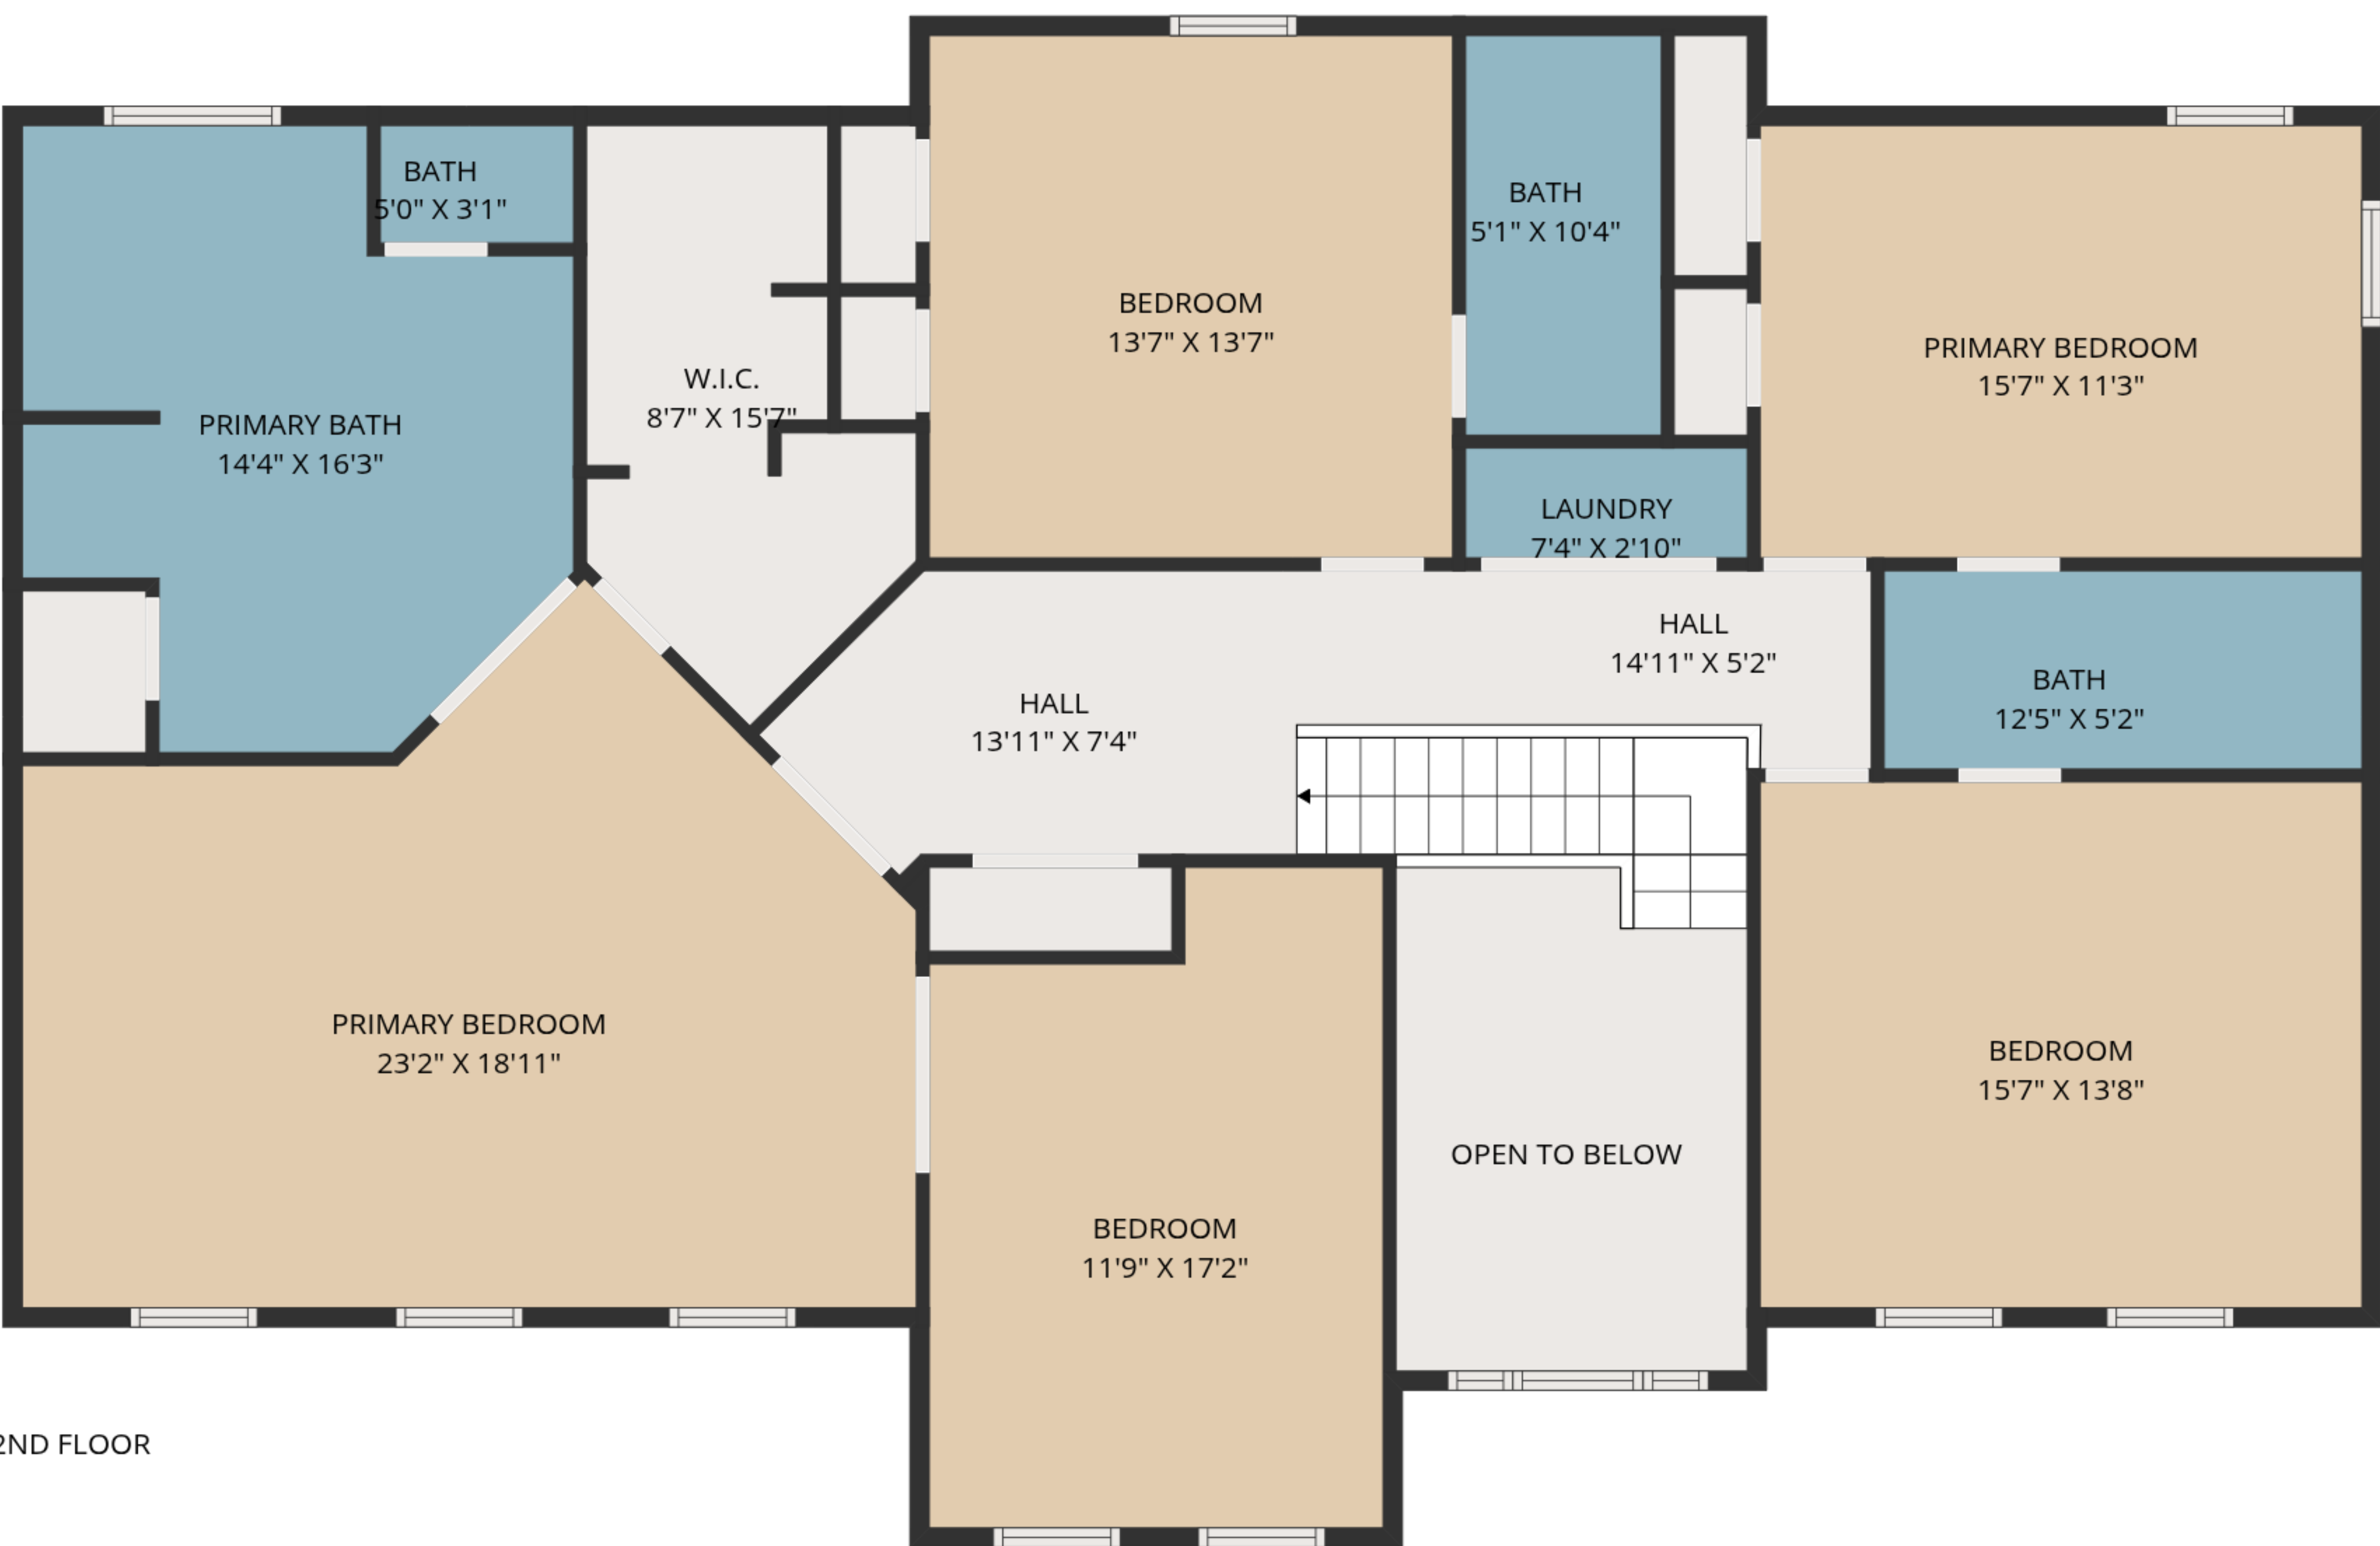 BATH
5'0" X 3'1"
BATH
5'1" X 10'4"
BEDROOM
13'7" X 13'7"
PRIMARY BEDROOM
15'7" X 11'3"
W.I.C.
8'7" X 15'7"
PRIMARY BATH
14'4" X 16'3"
LAUNDRY
7'4" X 2'10"
HALL
14'11" X 5'2"
HALL
13'11" X 7'4"
BATH
12'5" X 5'2"
PRIMARY BEDROOM
23'2" X 18'11"
BEDROOM
15'7" X 13'8"
OPEN TO BELOW
BEDROOM
11'9" X 17'2"
2ND FLOOR